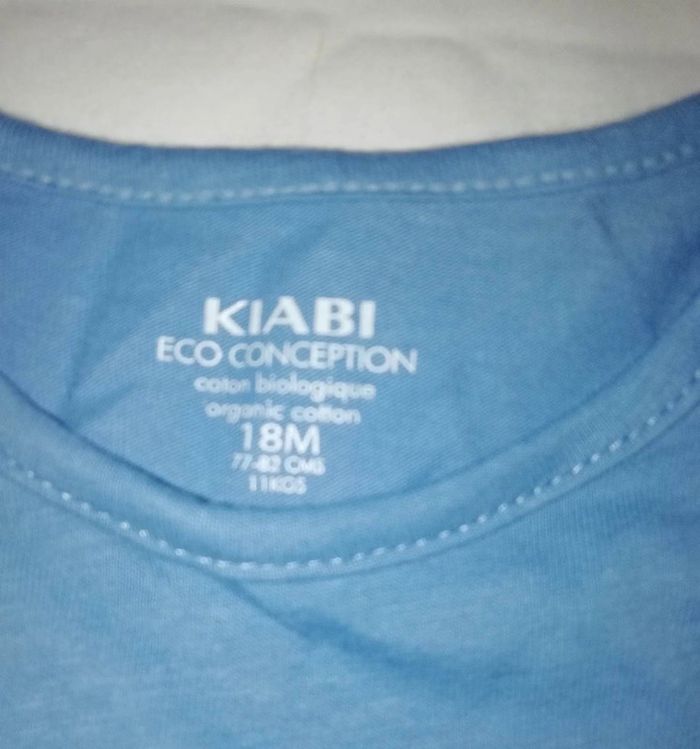 KIABI
ECO CONCEPTION
coton biologique
organic cotton
18M
77-82 CMS
11KGS